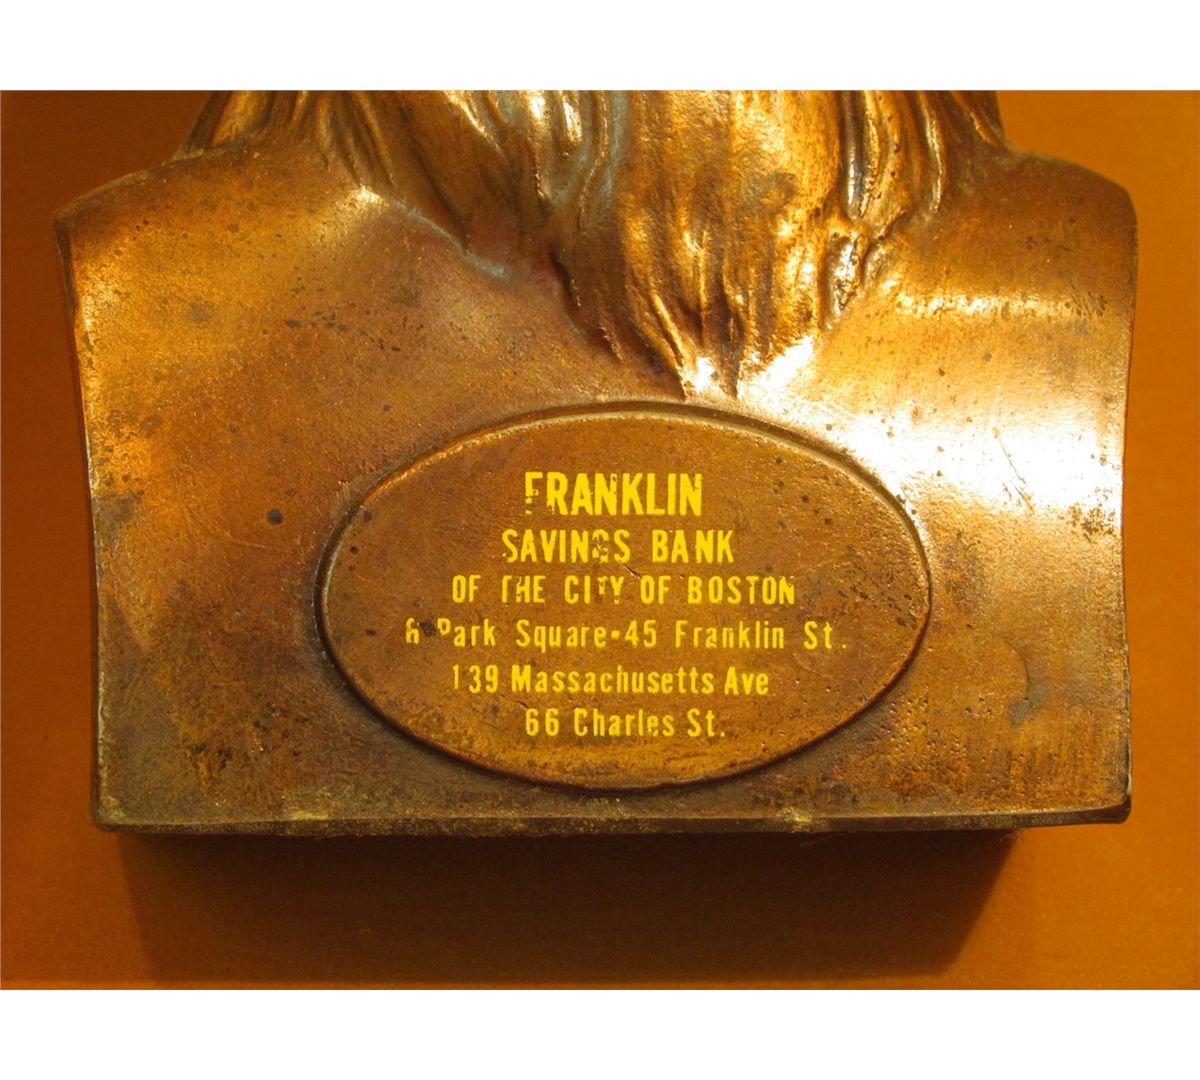 FRANKLIN
SAVINGS BANK
OF THE CITY OF BOSTON
6 Park Square•45 Franklin St.
139 Massachusetts Ave
66 Charles St.